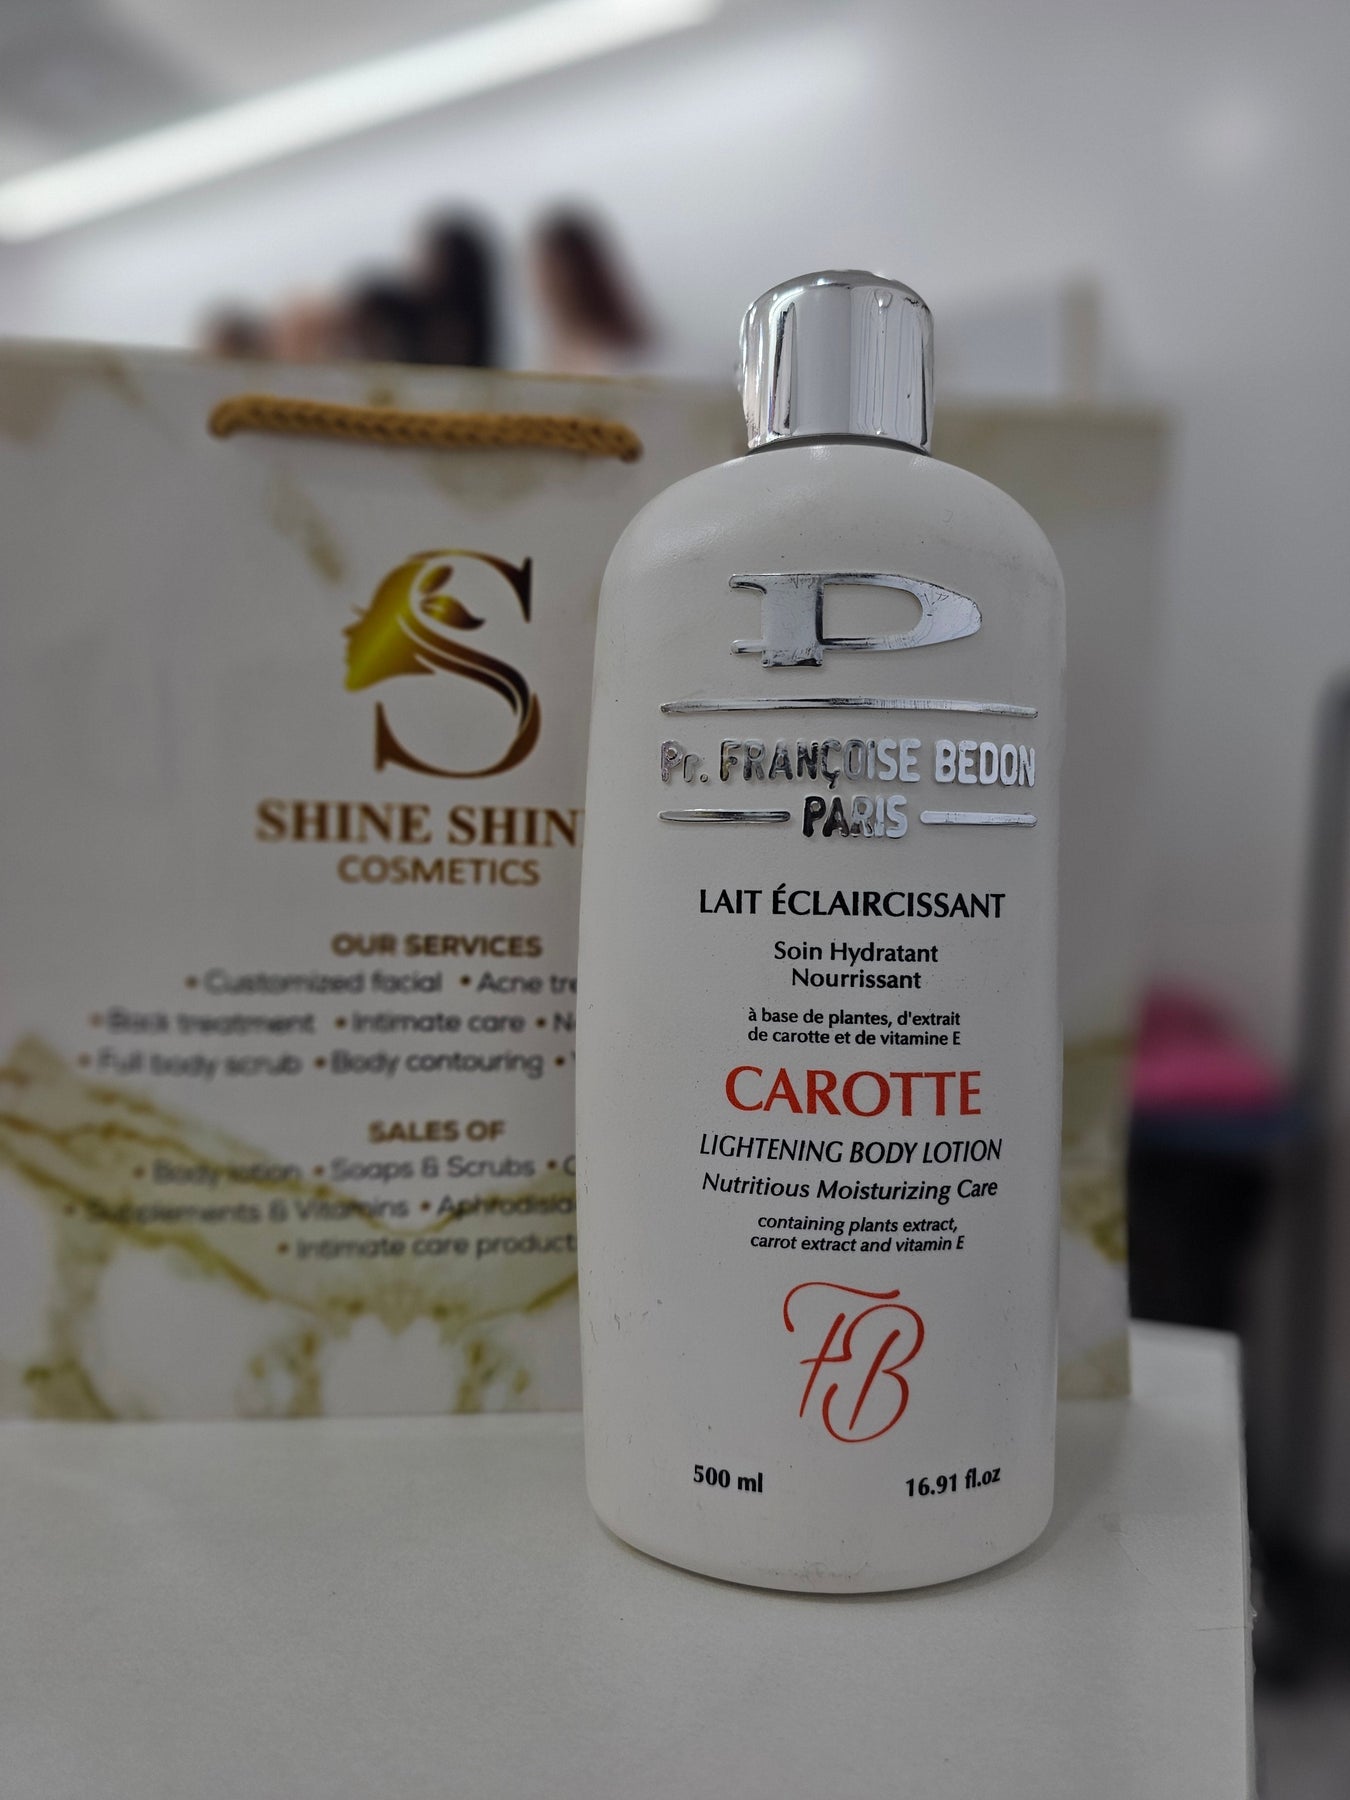 S
SHINE SHIN
COSMETICS
OUR SERVICES
• Customized facial • Acne tre
• Back treatment • Intimate care • N
• Full body scrub • Body contouring •
SALES OF
• Body lotion • Soaps & Scrubs • C
• Supplements & Vitamins • Aphrodisia
• Intimate care product
P
Pr. FRANÇOISE BEDON
PARIS
LAIT ÉCLAIRCISSANT
Soin Hydratant
Nourrissant
à base de plantes, d'extrait
de carotte et de vitamine E
CAROTTE
LIGHTENING BODY LOTION
Nutritious Moisturizing Care
containing plants extract,
carrot extract and vitamin E
FB
500 ml 16.91 fl.oz